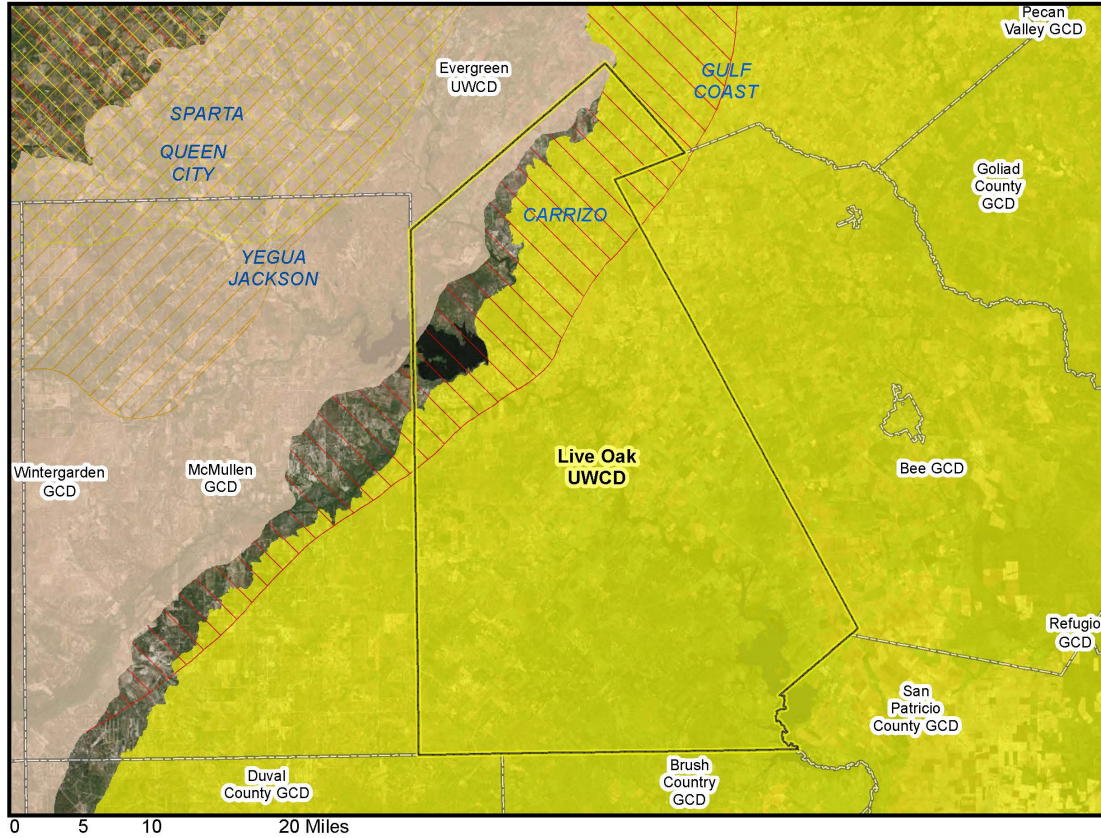 Pecan
Valley GCD
Evergreen
UWCD
GULF
COAST
SPARTA
QUEEN
CITY
Goliad
County
GCD
CARRIZO
YEGUA
JACKSON
Live Oak
UWCD
Wintergarden
GCD
McMullen
GCD
Bee GCD
Refugio
GCD
San
Patricio
County GCD
Duval
County GCD
Brush
Country
GCD
0 5 10 20 Miles